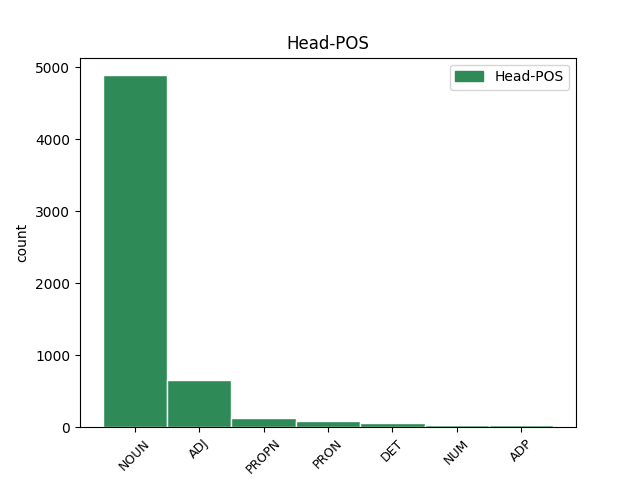 Head-POS
Head-POS
count
5000
4000
3000
2000
1000
0
NOUN
ADJ
PROPN
PRON
DET
NUM
ADP